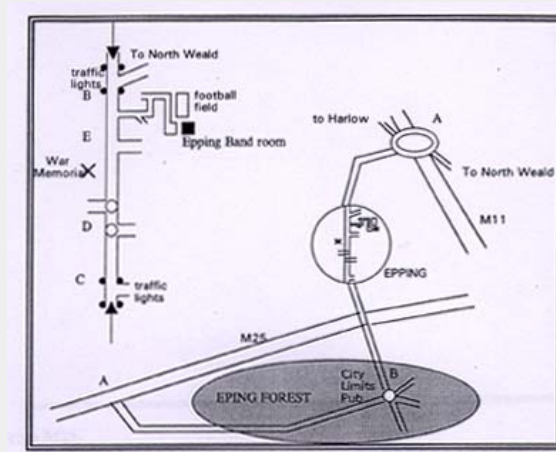 To North Weald
traffic
lights
B
football
field
E
Epping Band room
War
Memoria
D
C
traffic
lights
to Harlow
A
To North Weald
M11
EPPING
M25
A
City
Limits
Pub
B
EPING FOREST